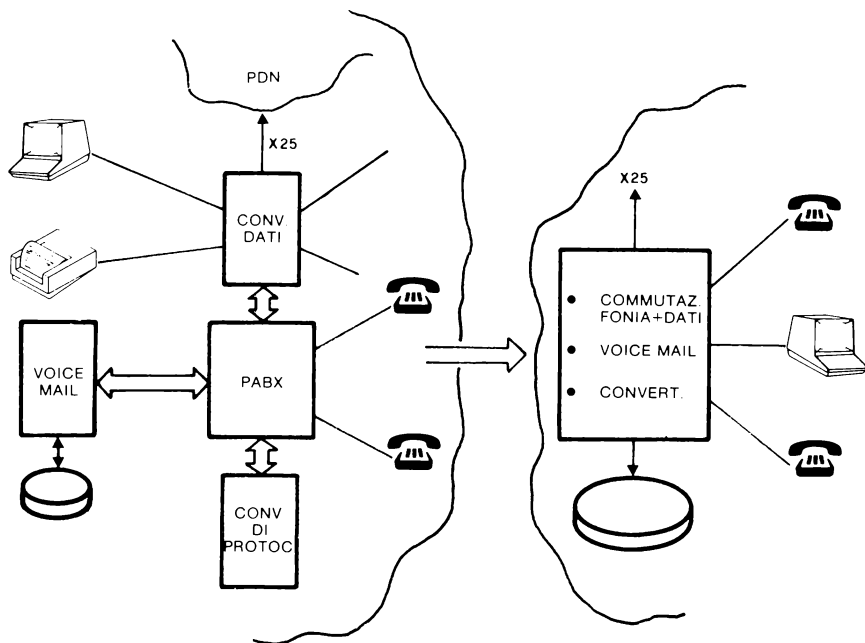 PDN
X25
CONV.
DATI
VOICE
MAIL
PABX
CONV
DI
PROTOC
X25
• COMMUTAZ.
FONIA+DATI
• VOICE MAIL
• CONVERT.